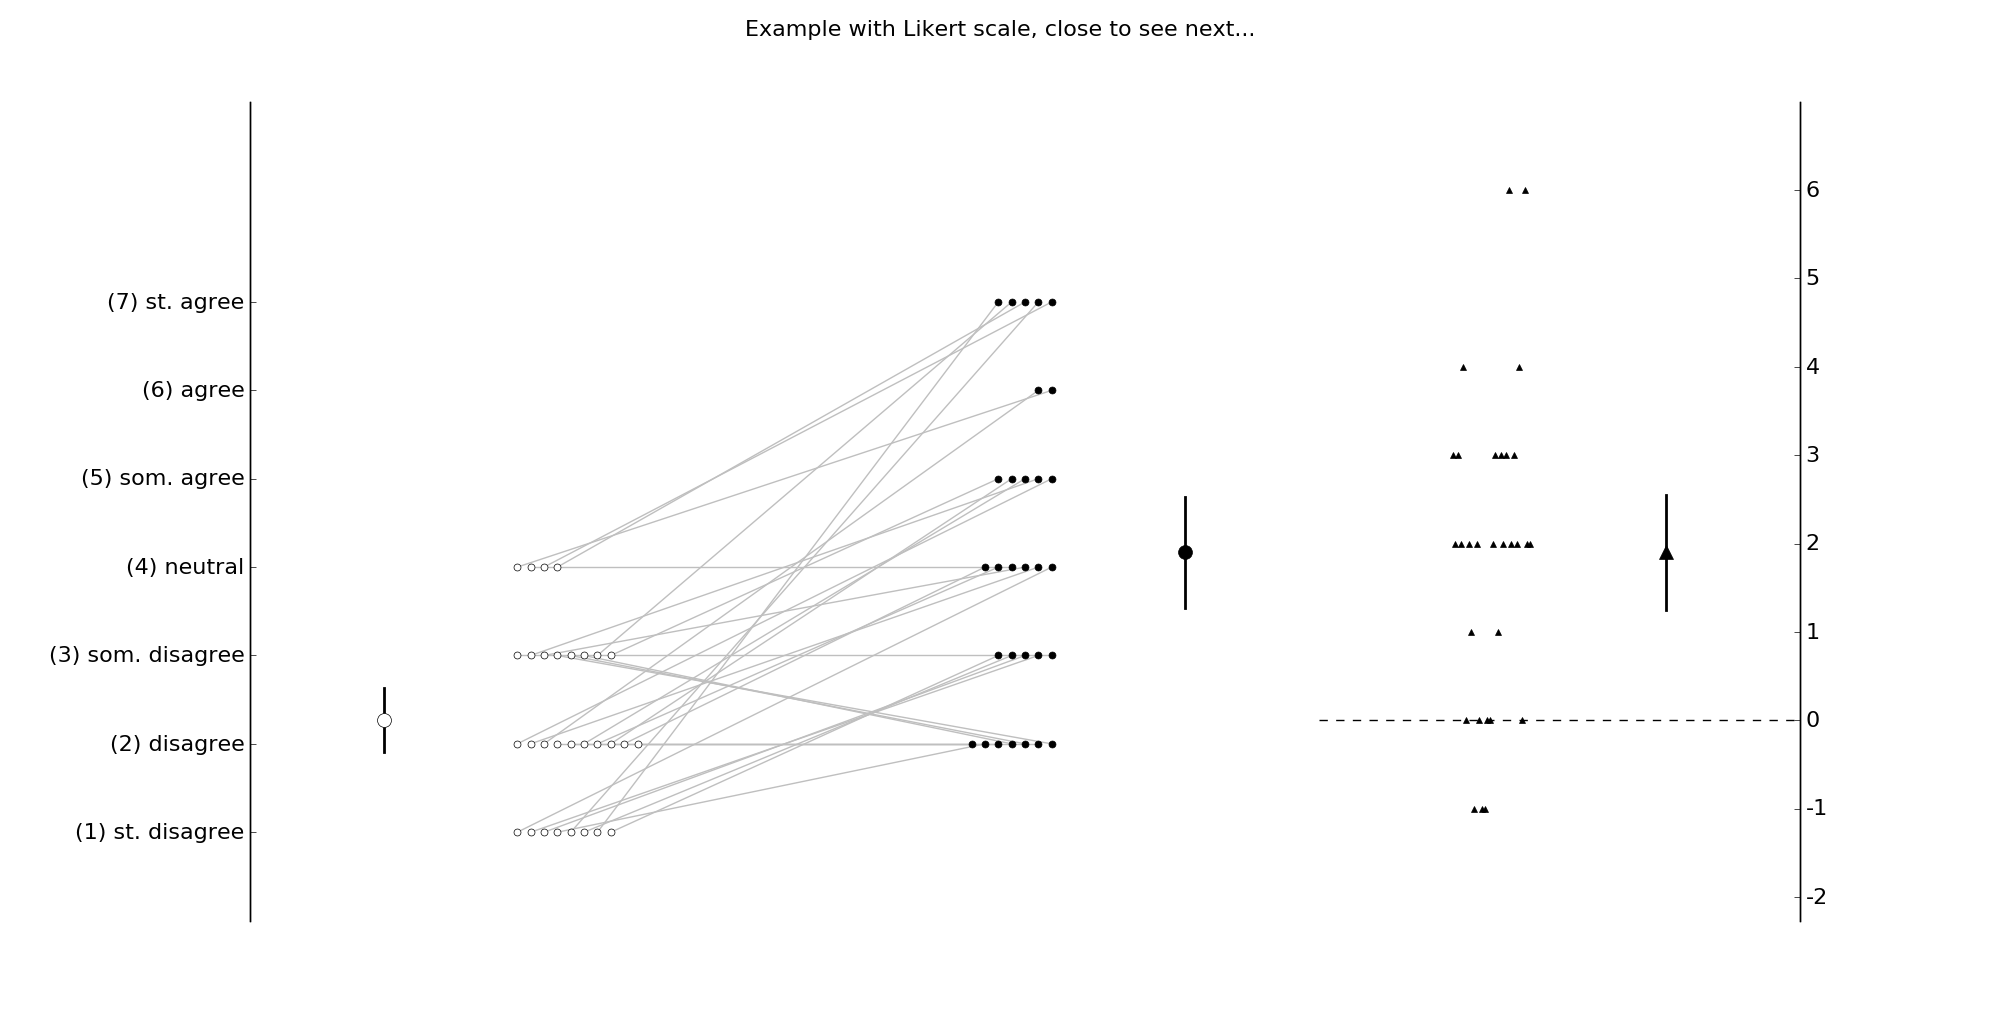 Example with Likert scale, close to see next...
(7) st. agree
(6) agree
(5) som. agree
(4) neutral
(3) som. disagree
(2) disagree
(1) st. disagree
6
5
4
3
2
1
0
-1
-2